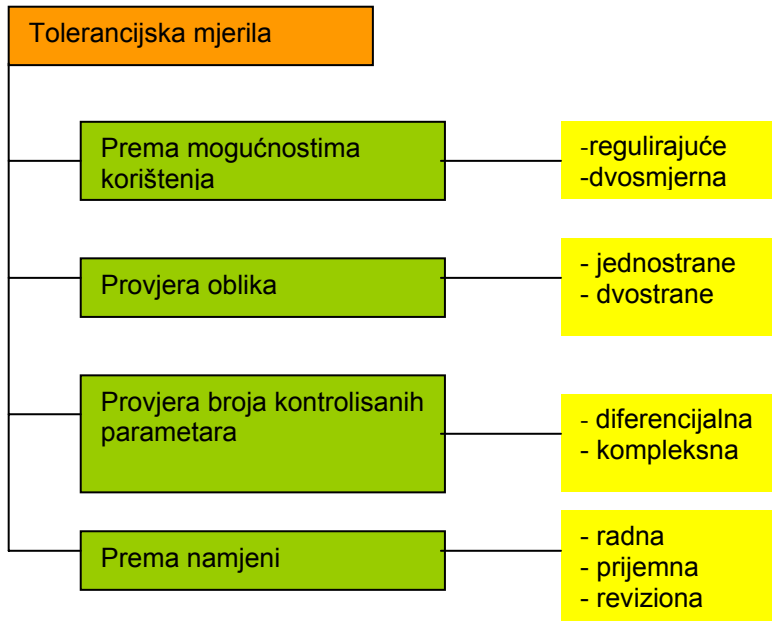 Tolerancijska mjerila
Prema mogućnostima
korištenja
-regulirajuće
-dvosmjerna
Provjera oblika
- jednostrane
- dvostrane
Provjera broja kontrolisanih
parametara
- diferencijalna
- kompleksna
Prema namjeni
- radna
- prijemna
- reviziona